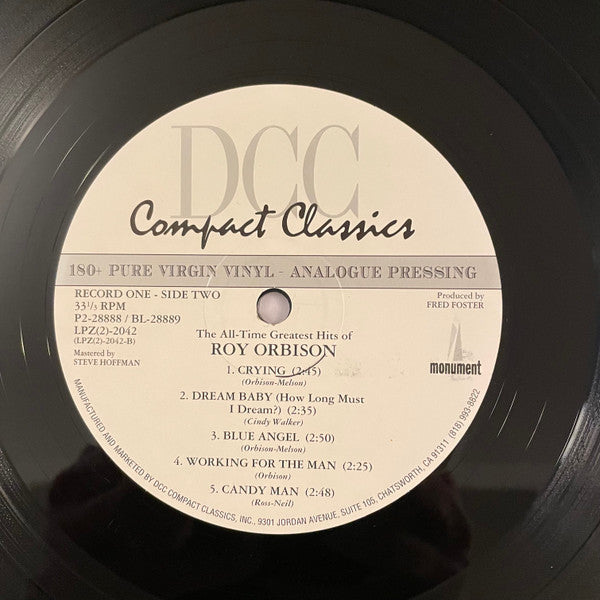 DCC
Compact Classics
180+ PURE VIRGIN VINYL - ANALOGUE PRESSING
RECORD ONE - SIDE TWO
33⅓ RPM
P2-28888 / BL-28889
LPZ(2)-2042
(LPZ(2)-2042-B)
Mastered by
STEVE HOFFMAN
Produced by
FRED FOSTER
monument
The All-Time Greatest Hits of
ROY ORBISON
1. CRYING (2:45)
(Orbison-Melson)
2. DREAM BABY (How Long Must
I Dream?) (2:35)
(Cindy Walker)
3. BLUE ANGEL (2:50)
(Orbison-Melson)
4. WORKING FOR THE MAN (2:25)
(Orbison)
5. CANDY MAN (2:48)
(Ross-Neil)
MANUFACTURED AND MARKETED BY DCC COMPACT CLASSICS, INC., 9301 JORDAN AVENUE, SUITE 105, CHATSWORTH, CA 91311 (818) 993-8822